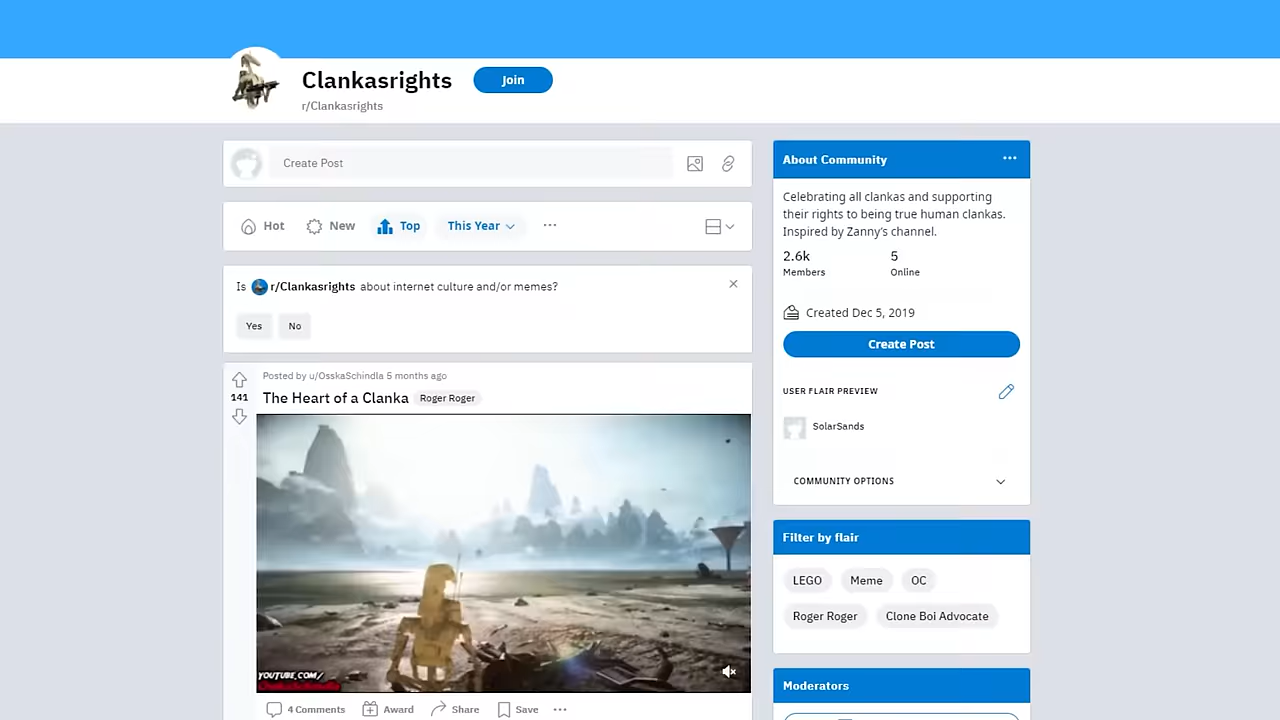 Clankasrights
Join
r/Clankasrights
Create Post
Hot
New
Top
This Year
Is r/Clankasrights about internet culture and/or memes?
Yes
No
Posted by u/OsskaSchindla 5 months ago
141
The Heart of a Clanka
Roger Roger
YOUTUBE.COM/
OsskaSchindla
4 Comments
Award
Share
Save
About Community
Celebrating all clankas and supporting
their rights to being true human clankas.
Inspired by Zanny's channel.
2.6k
5
Members
Online
Created Dec 5, 2019
Create Post
USER FLAIR PREVIEW
SolarSands
COMMUNITY OPTIONS
Filter by flair
LEGO
Meme
OC
Roger Roger
Clone Boi Advocate
Moderators